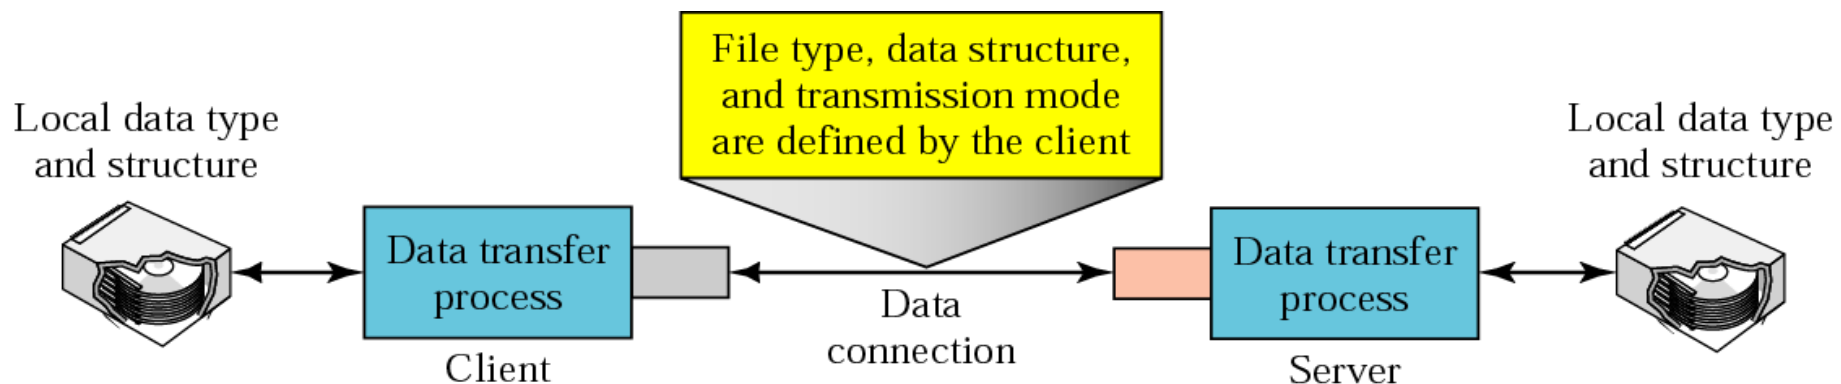 File type, data structure,
and transmission mode
are defined by the client
Local data type
and structure
Local data type
and structure
Data transfer
process
Data transfer
process
Data
connection
Client
Server